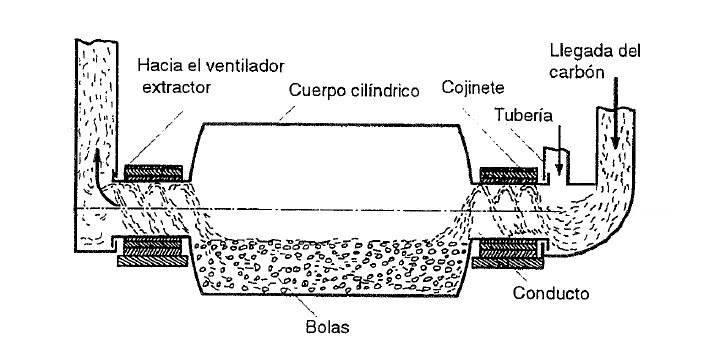 Hacia el ventilador
extractor
Cuerpo cilíndrico
Cojinete
Tubería
Llegada del
carbón
Conducto
Bolas